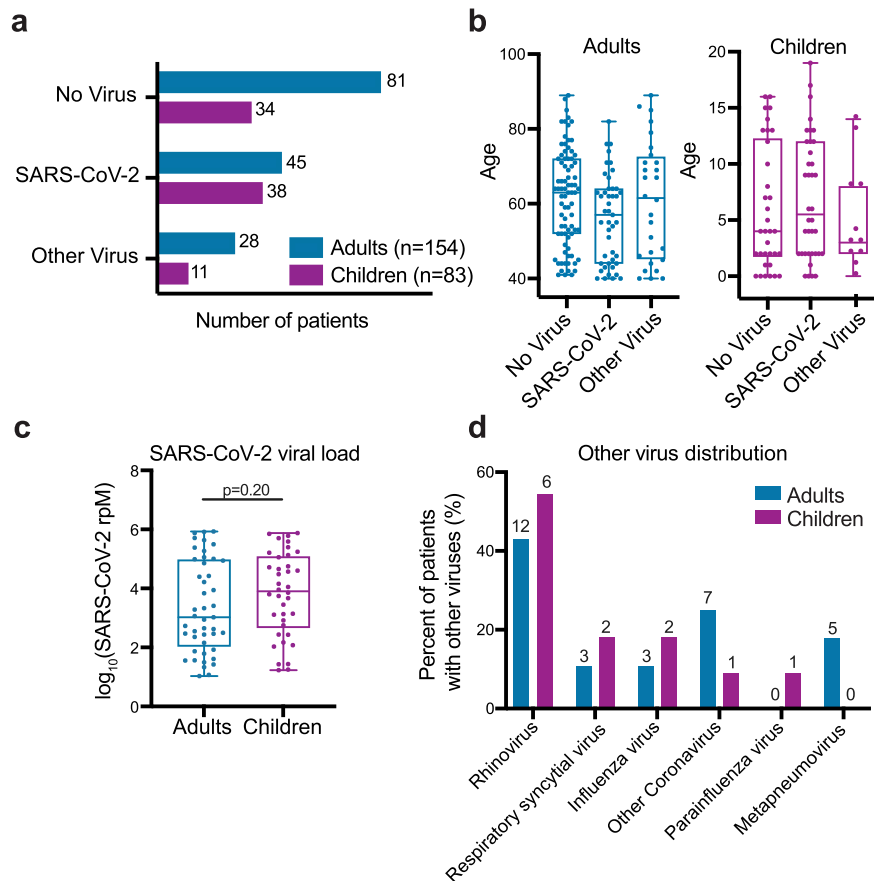 a
No Virus
81
34
SARS-CoV-2
45
38
Other Virus
28
11
Adults (n=154)
Children (n=83)
Number of patients
b
Adults
Age
100
80
60
40
No Virus
SARS-CoV-2
Other Virus
Children
Age
20
15
10
5
0
No Virus
SARS-CoV-2
Other Virus
c
SARS-CoV-2 viral load
log10(SARS-CoV-2 rpM)
8
6
4
2
0
p=0.20
Adults
Children
d
Other virus distribution
Percent of patients
with other viruses (%)
60
40
20
0
Adults
Children
12
6
3
2
3
2
7
1
0
1
5
0
Rhinovirus
Respiratory syncytial virus
Influenza virus
Other Coronavirus
Parainfluenza virus
Metapneumovirus